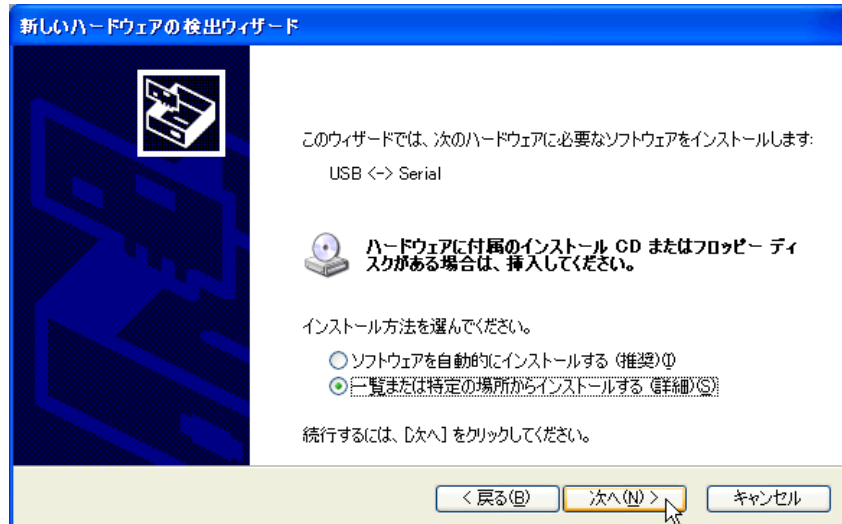 新しいハードウェアの検出ウィザード
このウィザードでは、次のハードウェアに必要なソフトウェアをインストールします:
USB <-> Serial
ハードウェアに付属のインストール CD またはフロッピー ディ
スクがある場合は、挿入してください。
インストール方法を選んでください。
ソフトウェアを自動的にインストールする (推奨)(I)
一覧または特定の場所からインストールする (詳細)(S)
続行するには、[次へ] をクリックしてください。
< 戻る(B) 次へ(N) > キャンセル